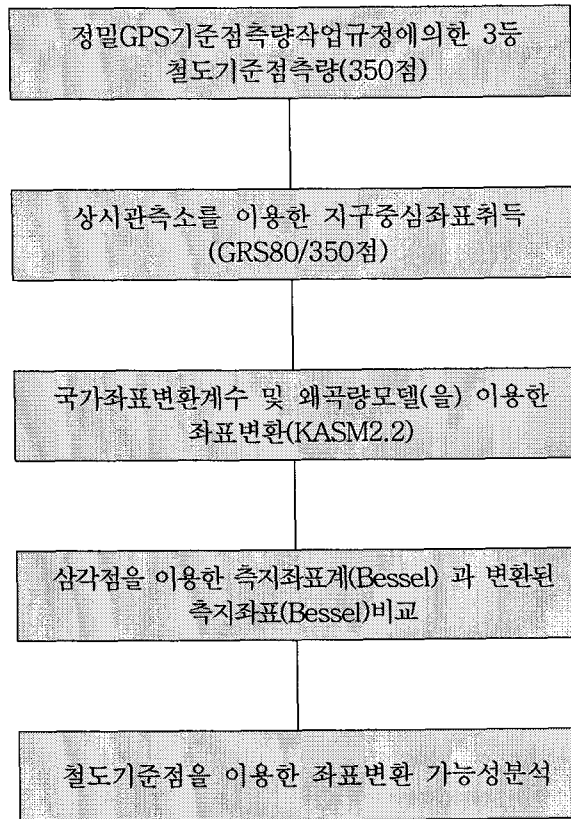 정밀GPS기준점측량작업규정에의한 3등
철도기준점측량(350점)
상시관측소를 이용한 지구중심좌표취득
(GRS80/350점)
국가좌표변환계수 및 왜곡량모델(을) 이용한
좌표변환(KASM2.2)
삼각점을 이용한 측지좌표계(Bessel) 과 변환된
측지좌표(Bessel)비교
철도기준점을 이용한 좌표변환 가능성분석